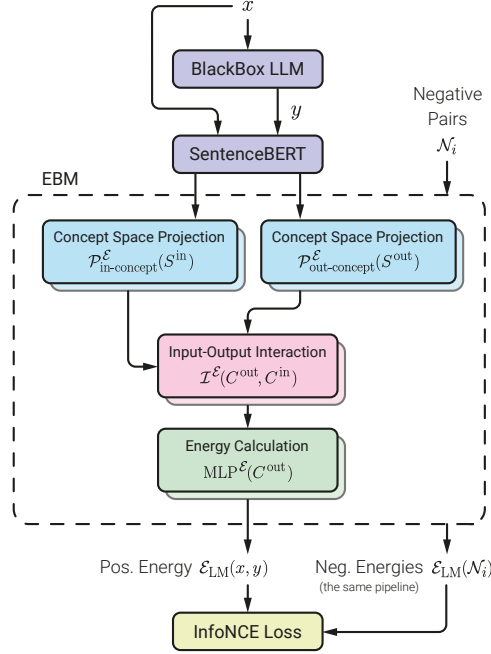 x
BlackBox LLM
y
Negative
Pairs
𝒩ᵢ
SentenceBERT
EBM
Concept Space Projection
𝒫^ℰ_in-concept(S^in)
Concept Space Projection
𝒫^ℰ_out-concept(S^out)
Input-Output Interaction
ℐ^ℰ(C^out, C^in)
Energy Calculation
MLP^ℰ(C^out)
Pos. Energy ℰ_LM(x, y)
Neg. Energies ℰ_LM(𝒩ᵢ)
(the same pipeline)
InfoNCE Loss